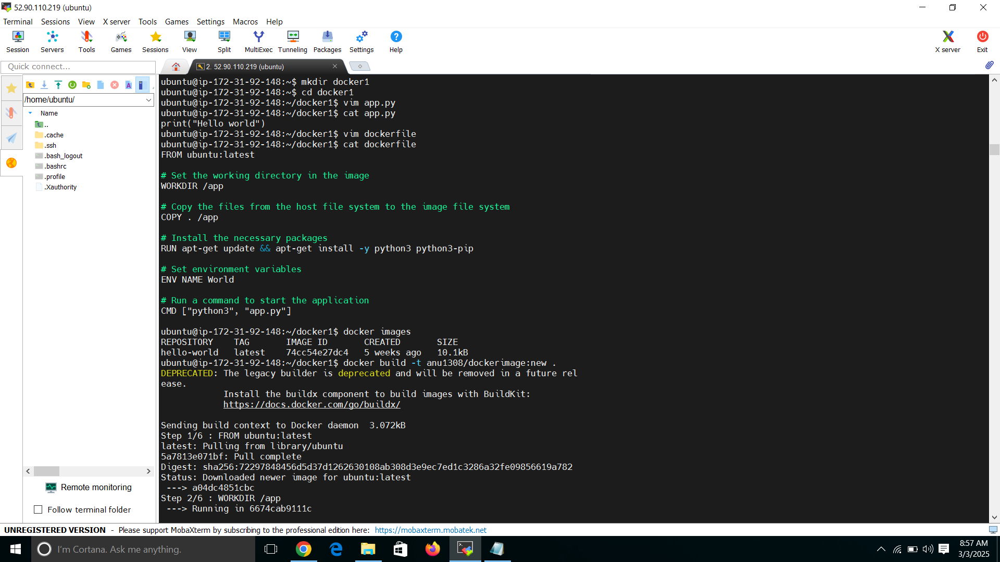 52.90.110.219 (ubuntu)
Terminal Sessions View X server Tools Games Settings Macros Help
Session Servers Tools Games Sessions View Split MultiExec Tunneling Packages Settings Help X server Exit
Quick connect...
2. 52.90.110.219 (ubuntu)
/home/ubuntu/
Name
..
.cache
.ssh
.bash_logout
.bashrc
.profile
.Xauthority
Remote monitoring
Follow terminal folder
ubuntu@ip-172-31-92-148:~$ mkdir docker1
ubuntu@ip-172-31-92-148:~$ cd docker1
ubuntu@ip-172-31-92-148:~/docker1$ vim app.py
ubuntu@ip-172-31-92-148:~/docker1$ cat app.py
print("Hello world")
ubuntu@ip-172-31-92-148:~/docker1$ vim dockerfile
ubuntu@ip-172-31-92-148:~/docker1$ cat dockerfile
FROM ubuntu:latest
# Set the working directory in the image
WORKDIR /app
# Copy the files from the host file system to the image file system
COPY . /app
# Install the necessary packages
RUN apt-get update && apt-get install -y python3 python3-pip
# Set environment variables
ENV NAME World
# Run a command to start the application
CMD ["python3", "app.py"]
ubuntu@ip-172-31-92-148:~/docker1$ docker images
REPOSITORY TAG IMAGE ID CREATED SIZE
hello-world latest 74cc54e27dc4 5 weeks ago 10.1kB
ubuntu@ip-172-31-92-148:~/docker1$ docker build -t anu1308/dockerimage:new .
DEPRECATED: The legacy builder is deprecated and will be removed in a future rel
ease.
Install the buildx component to build images with BuildKit:
https://docs.docker.com/go/buildx/
Sending build context to Docker daemon 3.072kB
Step 1/6 : FROM ubuntu:latest
latest: Pulling from library/ubuntu
5a7813e071bf: Pull complete
Digest: sha256:72297848456d5d37d1262630108ab308d3e9ec7ed1c3286a32fe09856619a782
Status: Downloaded newer image for ubuntu:latest
---> a04dc4851cbc
Step 2/6 : WORKDIR /app
---> Running in 6674cab9111c
UNREGISTERED VERSION - Please support MobaXterm by subscribing to the professional edition here: https://mobaxterm.mobatek.net
I'm Cortana. Ask me anything.
8:57 AM
3/3/2025